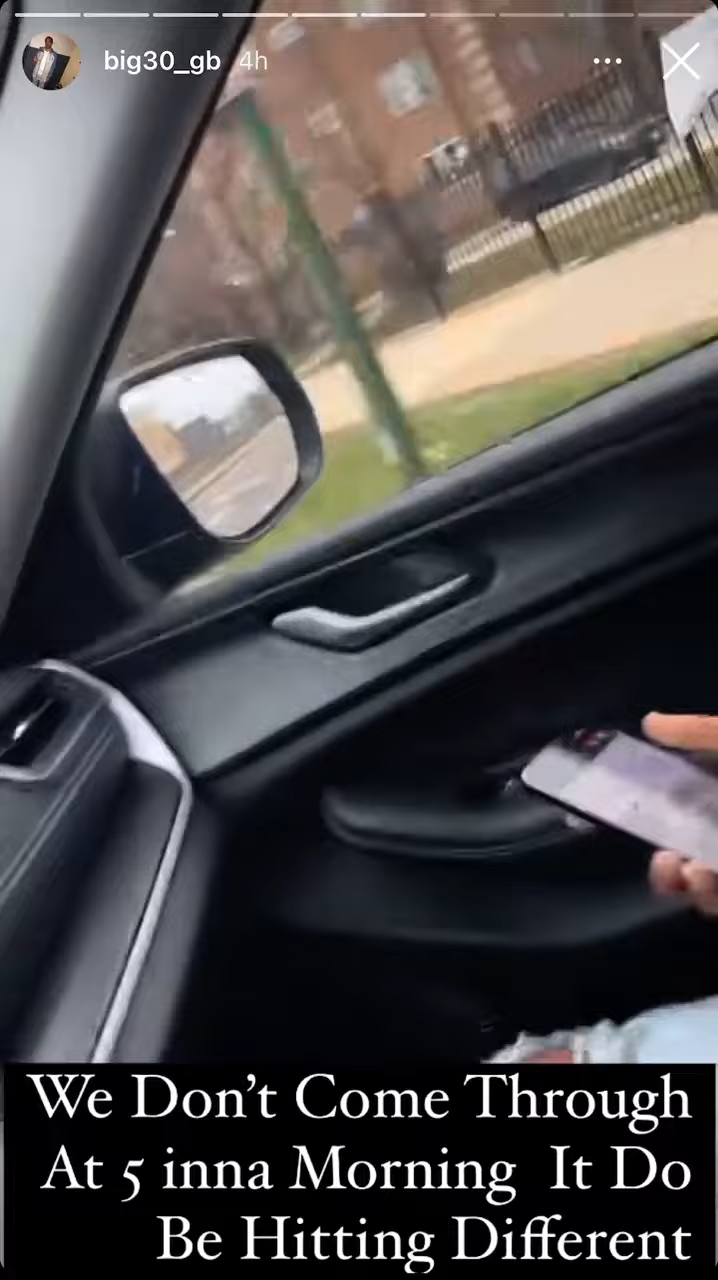 big30_gb 4h
We Don't Come Through
At 5 inna Morning It Do
Be Hitting Different